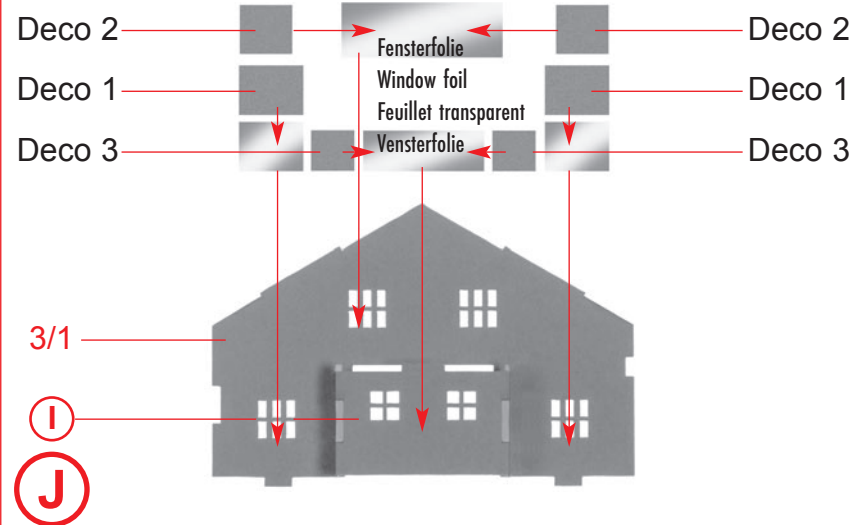 Deco 2
Deco 2
Fensterfolie
Window foil
Deco 1
Deco 1
Feuillet transparent
Deco 3
Vensterfolie
Deco 3
3/1
I
J